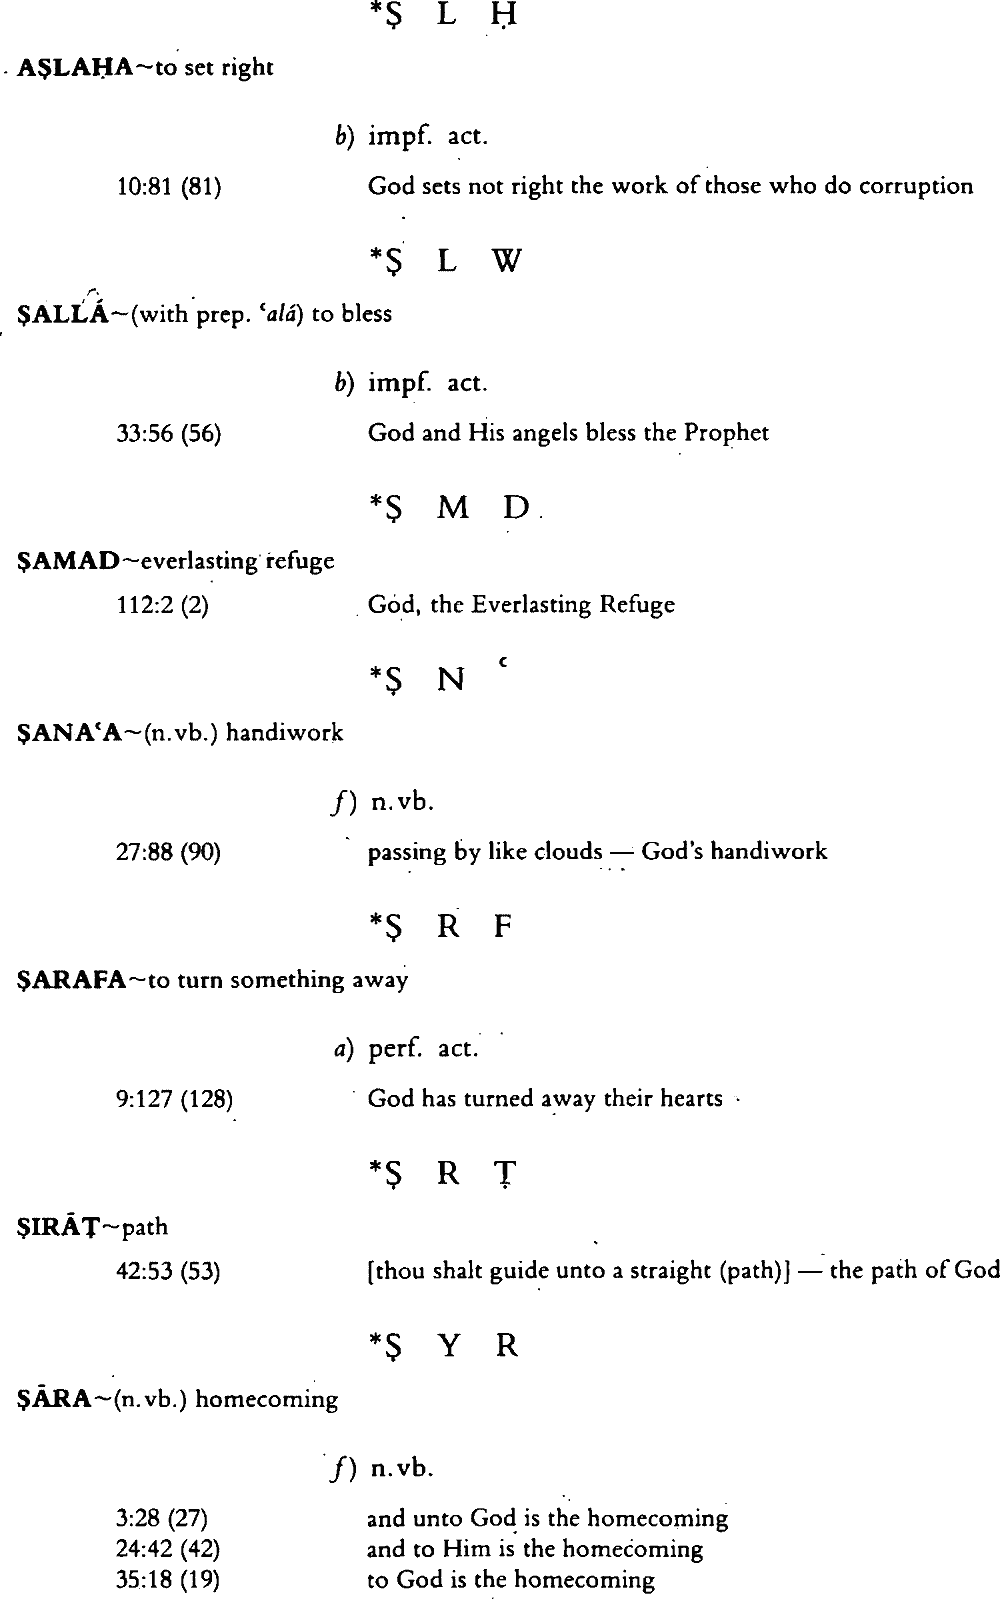 *Ṣ L Ḥ
AṢLAḤA~to set right
b) impf. act.
10:81 (81) God sets not right the work of those who do corruption
*Ṣ L W
ṢALLÁ~(with prep. ʿalá) to bless
b) impf. act.
33:56 (56) God and His angels bless the Prophet
*Ṣ M D
ṢAMAD~everlasting refuge
112:2 (2) God, the Everlasting Refuge
*Ṣ N ʿ
ṢANAʿA~(n.vb.) handiwork
f) n.vb.
27:88 (90) passing by like clouds — God's handiwork
*Ṣ R F
ṢARAFA~to turn something away
a) perf. act.
9:127 (128) God has turned away their hearts
*Ṣ R Ṭ
ṢIRĀṬ~path
42:53 (53) [thou shalt guide unto a straight (path)] — the path of God
*Ṣ Y R
ṢĀRA~(n.vb.) homecoming
f) n.vb.
3:28 (27) and unto God is the homecoming
24:42 (42) and to Him is the homecoming
35:18 (19) to God is the homecoming